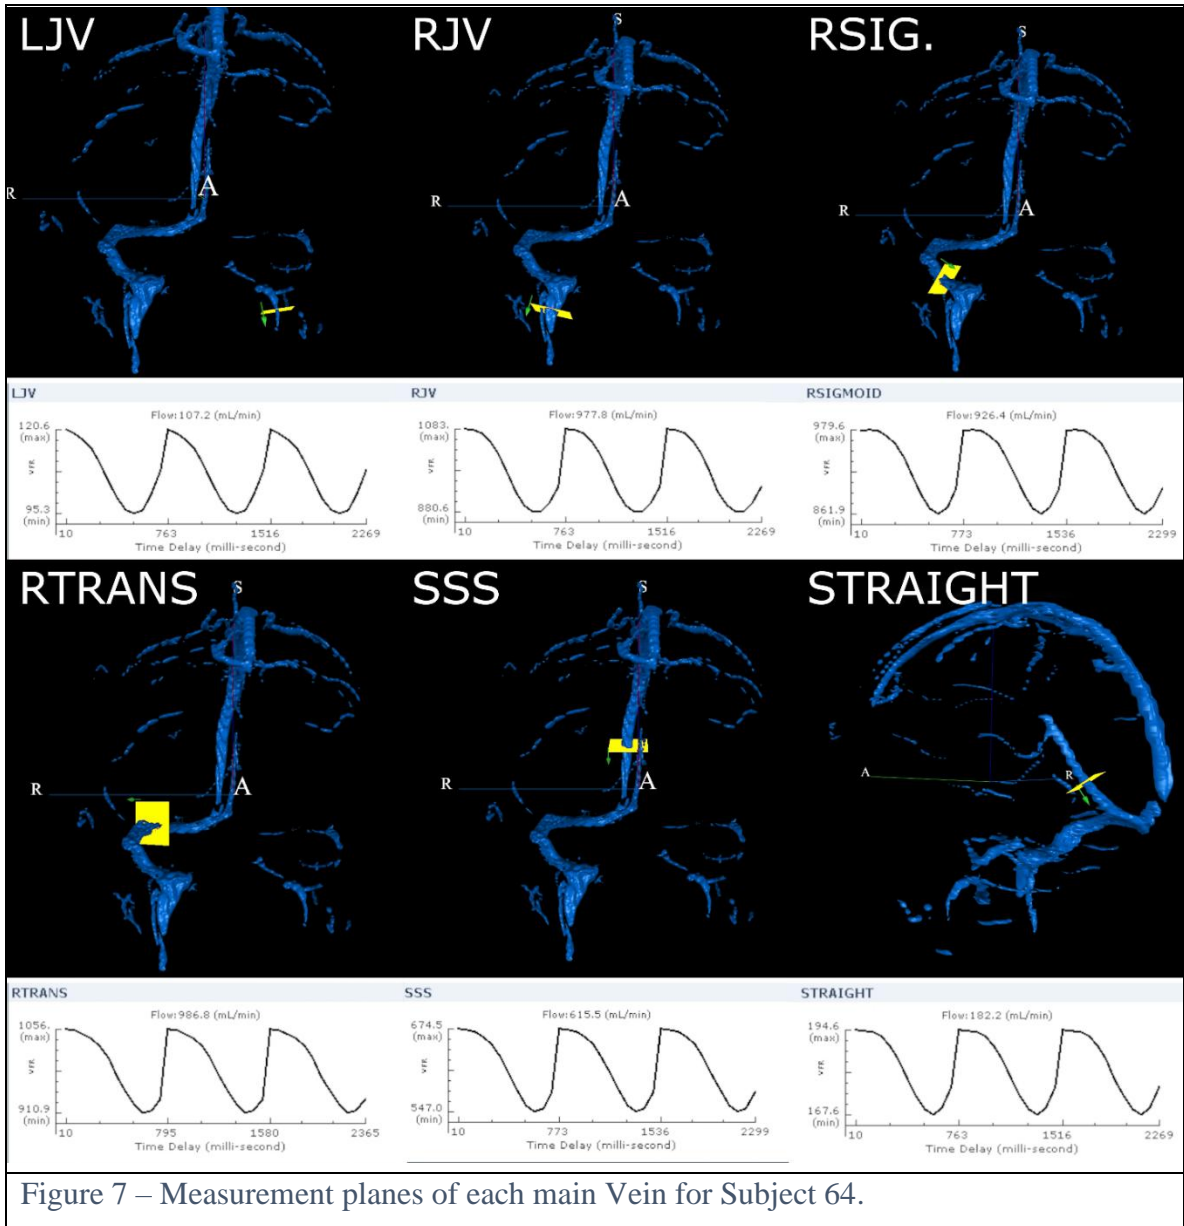 LJV RJV RSIG.
S S
A A A
R R R
LJV RJV RSIGMOID
Flow:107.2 (mL/min) Flow:977.8 (mL/min) Flow:926.4 (mL/min)
120.6 1083. 979.6
(max) (max) (max)
VFR VFR VFR
95.3 880.6 861.9
(min) (min) (min)
10 763 1516 2269 10 763 1516 2269 10 773 1536 2299
Time Delay (milli-second) Time Delay (milli-second) Time Delay (milli-second)
RTRANS SSS STRAIGHT
S S
R A R A A R
RTRANS SSS STRAIGHT
Flow:986.8 (mL/min) Flow:615.5 (mL/min) Flow:182.2 (mL/min)
1056. 674.5 194.6
(max) (max) (max)
VFR VFR VFR
910.9 547.0 167.6
(min) (min) (min)
10 795 1580 2365 10 773 1536 2299 10 763 1516 2269
Time Delay (milli-second) Time Delay (milli-second) Time Delay (milli-second)
Figure 7 – Measurement planes of each main Vein for Subject 64.